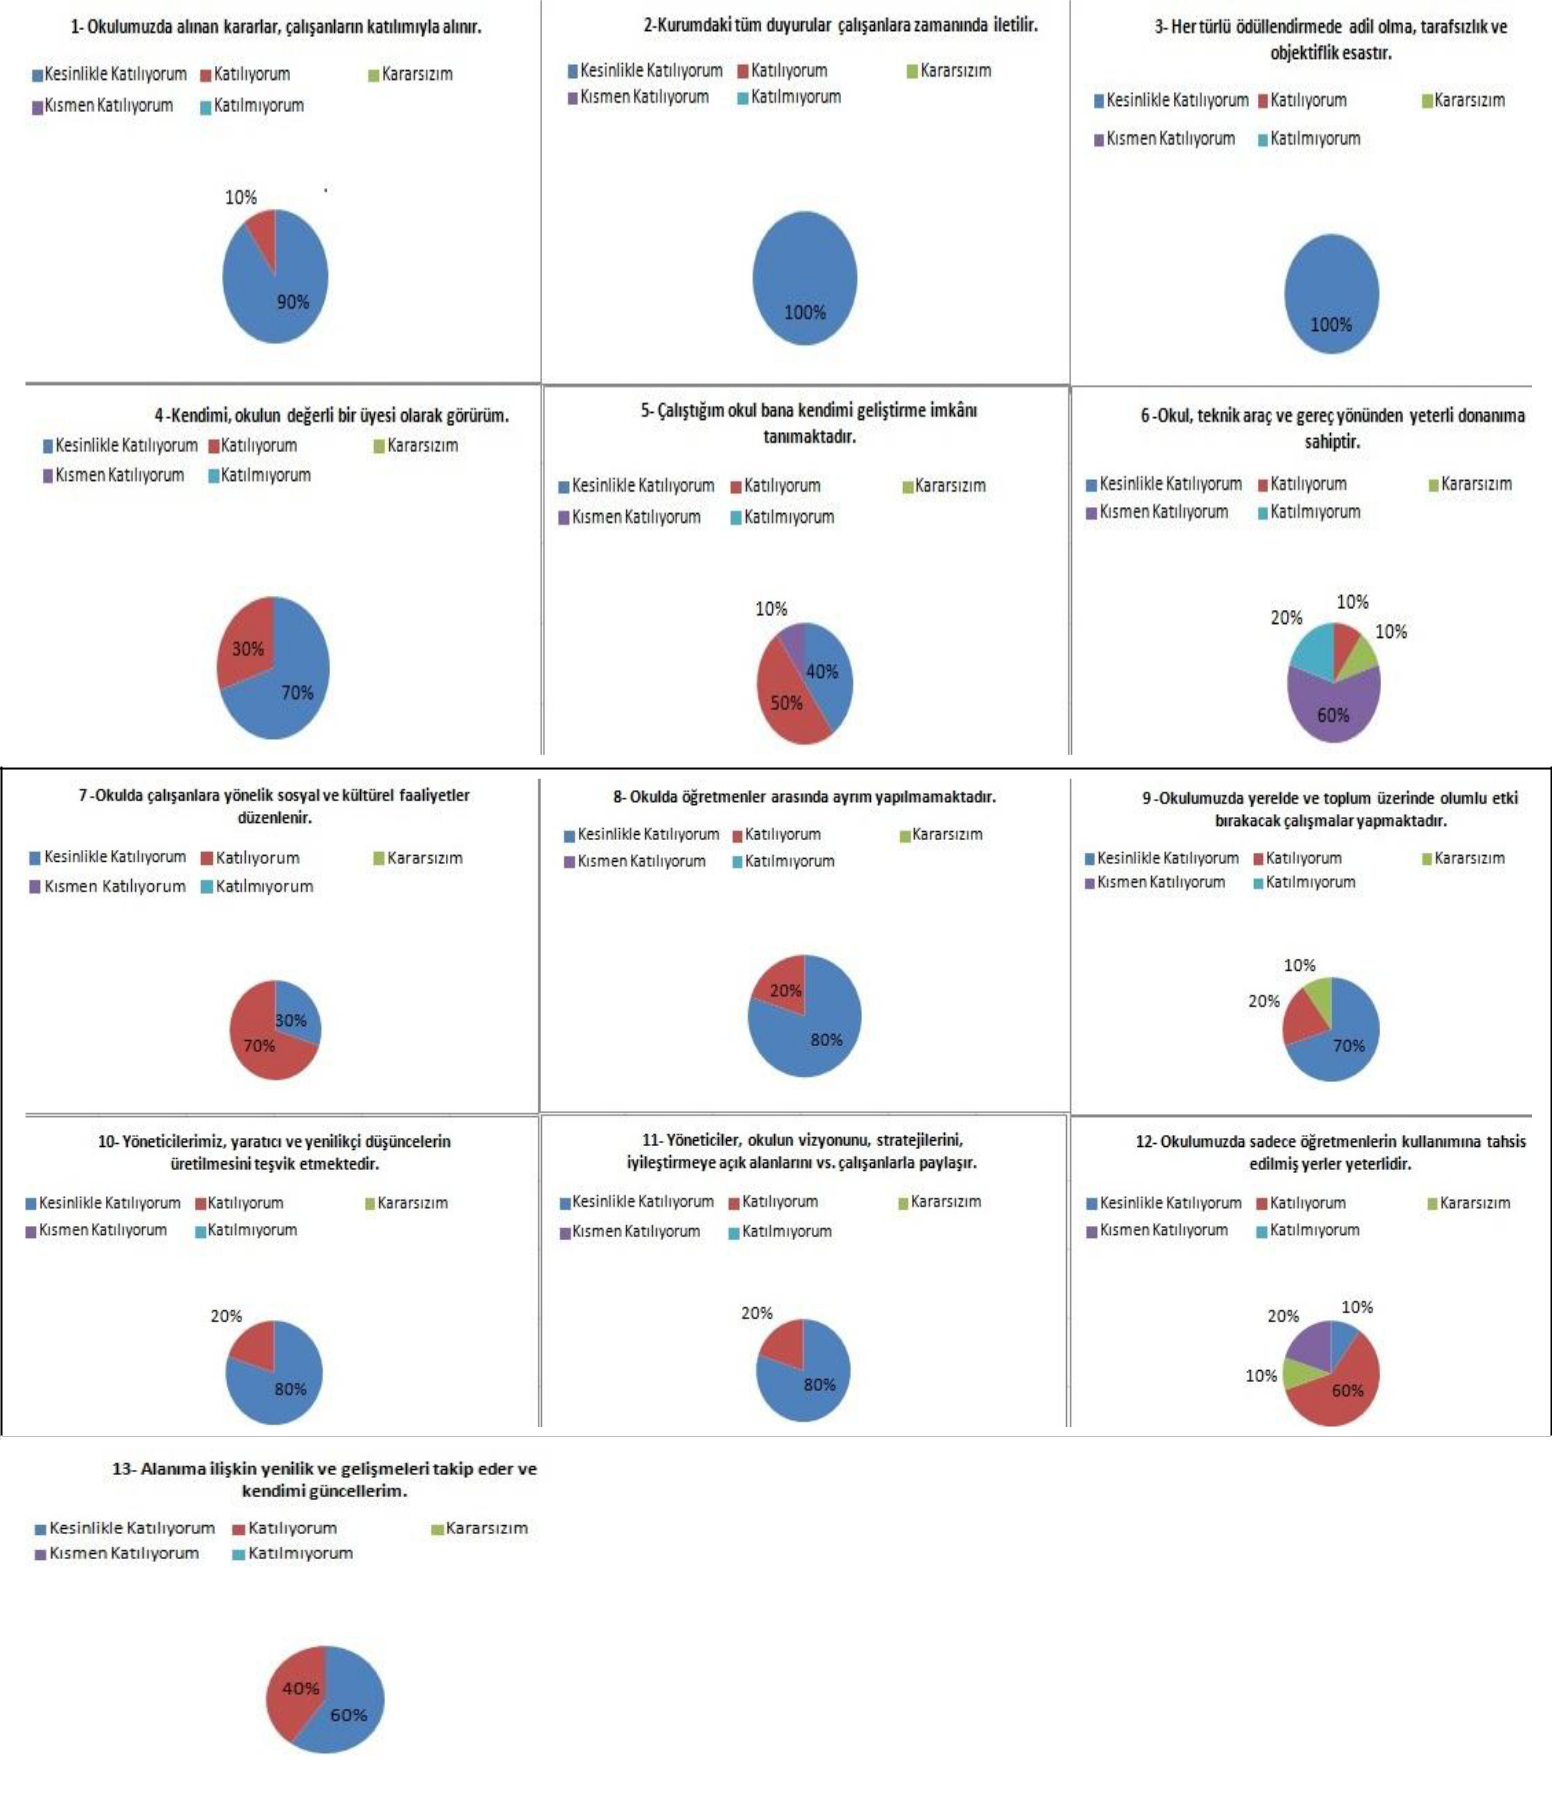 1- Okulumuzda alınan kararlar, çalışanların katılımıyla alınır.
Kesinlikle Katılıyorum Katılıyorum Kararsızım
Kısmen Katılıyorum Katılmıyorum
10%
90%
2-Kurumdaki tüm duyurular çalışanlara zamanında iletilir.
Kesinlikle Katılıyorum Katılıyorum Kararsızım
Kısmen Katılıyorum Katılmıyorum
100%
3- Her türlü ödüllendirmede adil olma, tarafsızlık ve
objektiflik esastır.
Kesinlikle Katılıyorum Katılıyorum Kararsızım
Kısmen Katılıyorum Katılmıyorum
100%
4 -Kendimi, okulun değerli bir üyesi olarak görürüm.
Kesinlikle Katılıyorum Katılıyorum Kararsızım
Kısmen Katılıyorum Katılmıyorum
30%
70%
5- Çalıştığım okul bana kendimi geliştirme imkânı
tanımaktadır.
Kesinlikle Katılıyorum Katılıyorum Kararsızım
Kısmen Katılıyorum Katılmıyorum
10%
40%
50%
6 -Okul, teknik araç ve gereç yönünden yeterli donanıma
sahiptir.
Kesinlikle Katılıyorum Katılıyorum Kararsızım
Kısmen Katılıyorum Katılmıyorum
10%
20%
10%
60%
7 -Okulda çalışanlara yönelik sosyal ve kültürel faaliyetler
düzenlenir.
Kesinlikle Katılıyorum Katılıyorum Kararsızım
Kısmen Katılıyorum Katılmıyorum
30%
70%
8- Okulda öğretmenler arasında ayrım yapılmamaktadır.
Kesinlikle Katılıyorum Katılıyorum Kararsızım
Kısmen Katılıyorum Katılmıyorum
20%
80%
9 -Okulumuzda yerelde ve toplum üzerinde olumlu etki
bırakacak çalışmalar yapmaktadır.
Kesinlikle Katılıyorum Katılıyorum Kararsızım
Kısmen Katılıyorum Katılmıyorum
10%
20%
70%
10- Yöneticilerimiz, yaratıcı ve yenilikçi düşüncelerin
üretilmesini teşvik etmektedir.
Kesinlikle Katılıyorum Katılıyorum Kararsızım
Kısmen Katılıyorum Katılmıyorum
20%
80%
11- Yöneticiler, okulun vizyonunu, stratejilerini,
iyileştirmeye açık alanlarını vs. çalışanlarla paylaşır.
Kesinlikle Katılıyorum Katılıyorum Kararsızım
Kısmen Katılıyorum Katılmıyorum
20%
80%
12- Okulumuzda sadece öğretmenlerin kullanımına tahsis
edilmiş yerler yeterlidir.
Kesinlikle Katılıyorum Katılıyorum Kararsızım
Kısmen Katılıyorum Katılmıyorum
10%
20%
10%
60%
13- Alanıma ilişkin yenilik ve gelişmeleri takip eder ve
kendimi güncellerim.
Kesinlikle Katılıyorum Katılıyorum Kararsızım
Kısmen Katılıyorum Katılmıyorum
40%
60%